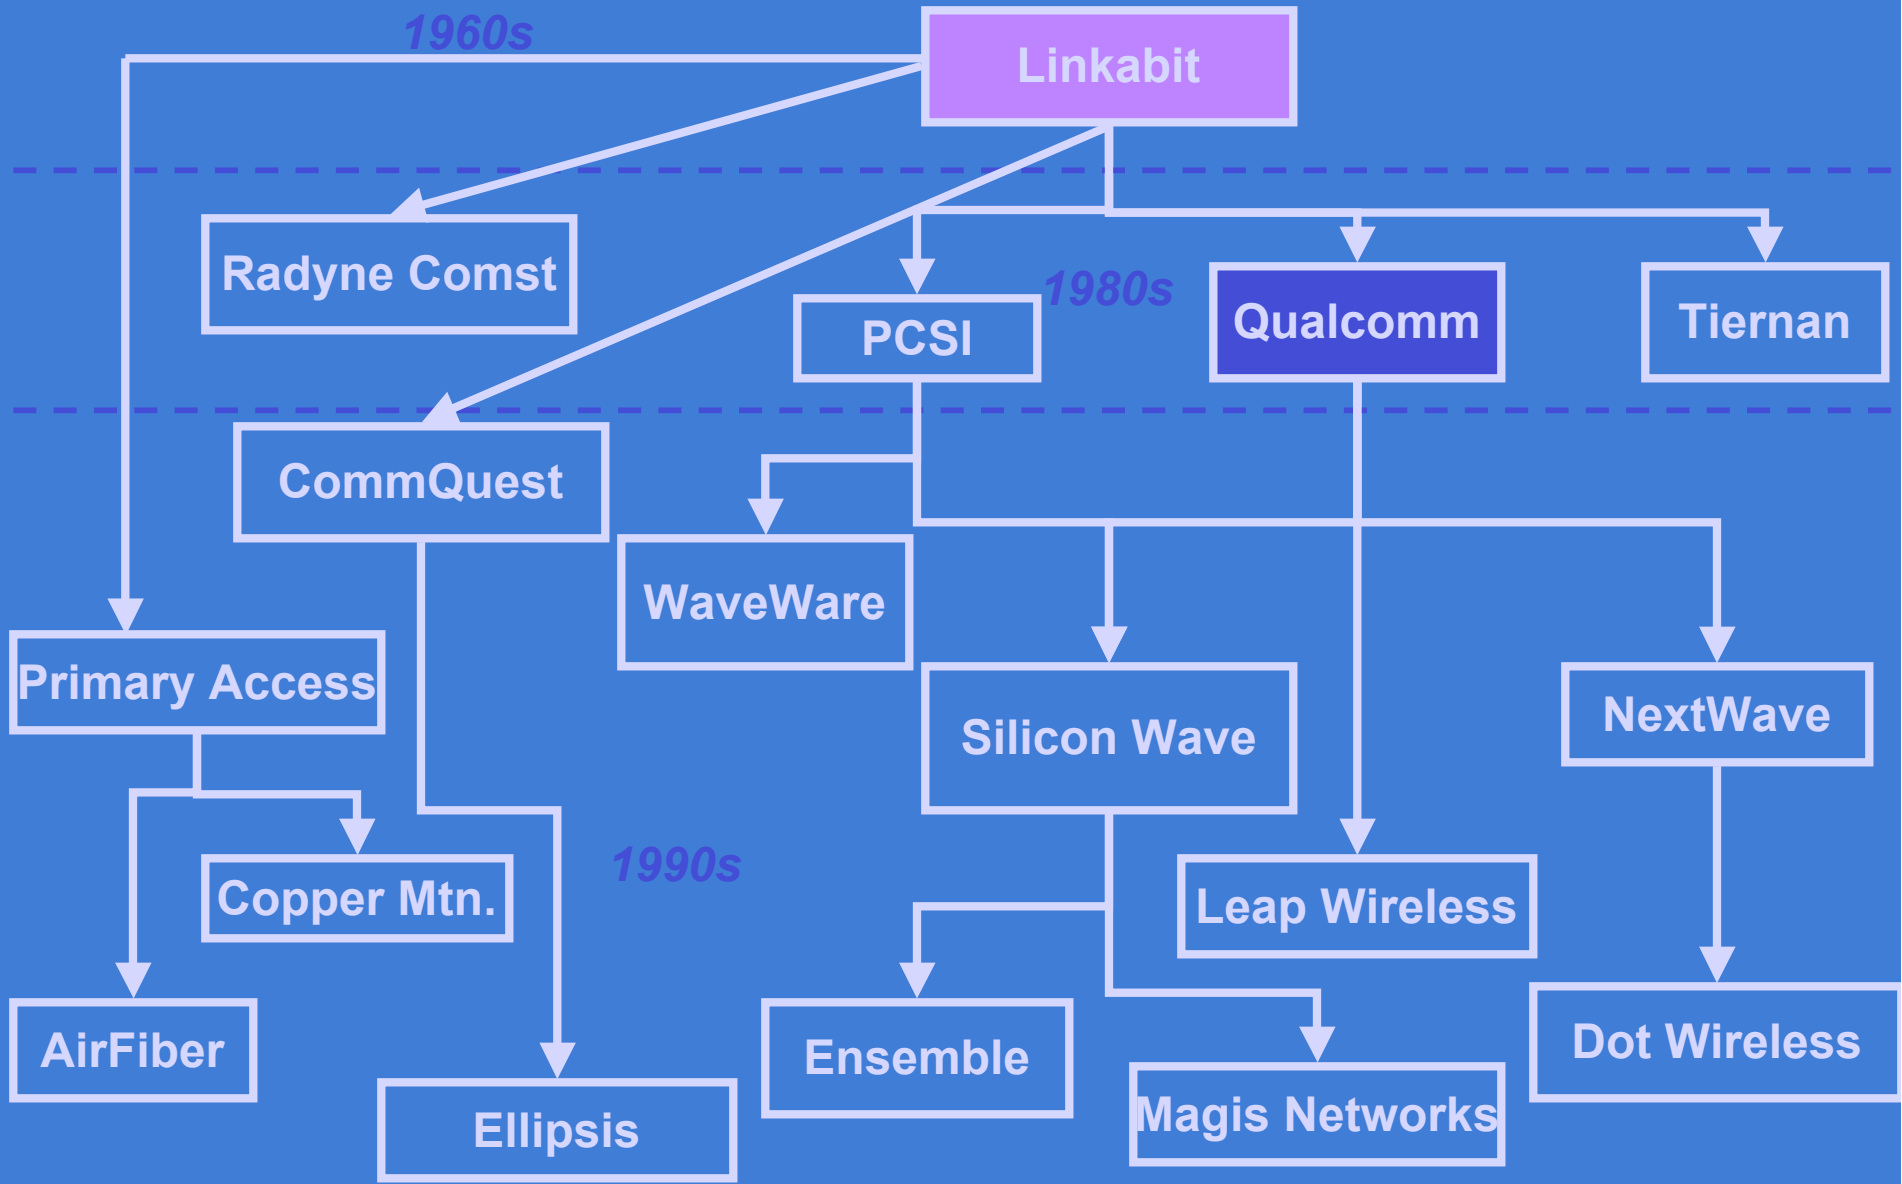 1960s
Linkabit
Radyne Comst
PCSI
1980s
Qualcomm
Tiernan
CommQuest
WaveWare
Primary Access
Silicon Wave
NextWave
Copper Mtn.
1990s
Leap Wireless
AirFiber
Ellipsis
Ensemble
Magis Networks
Dot Wireless